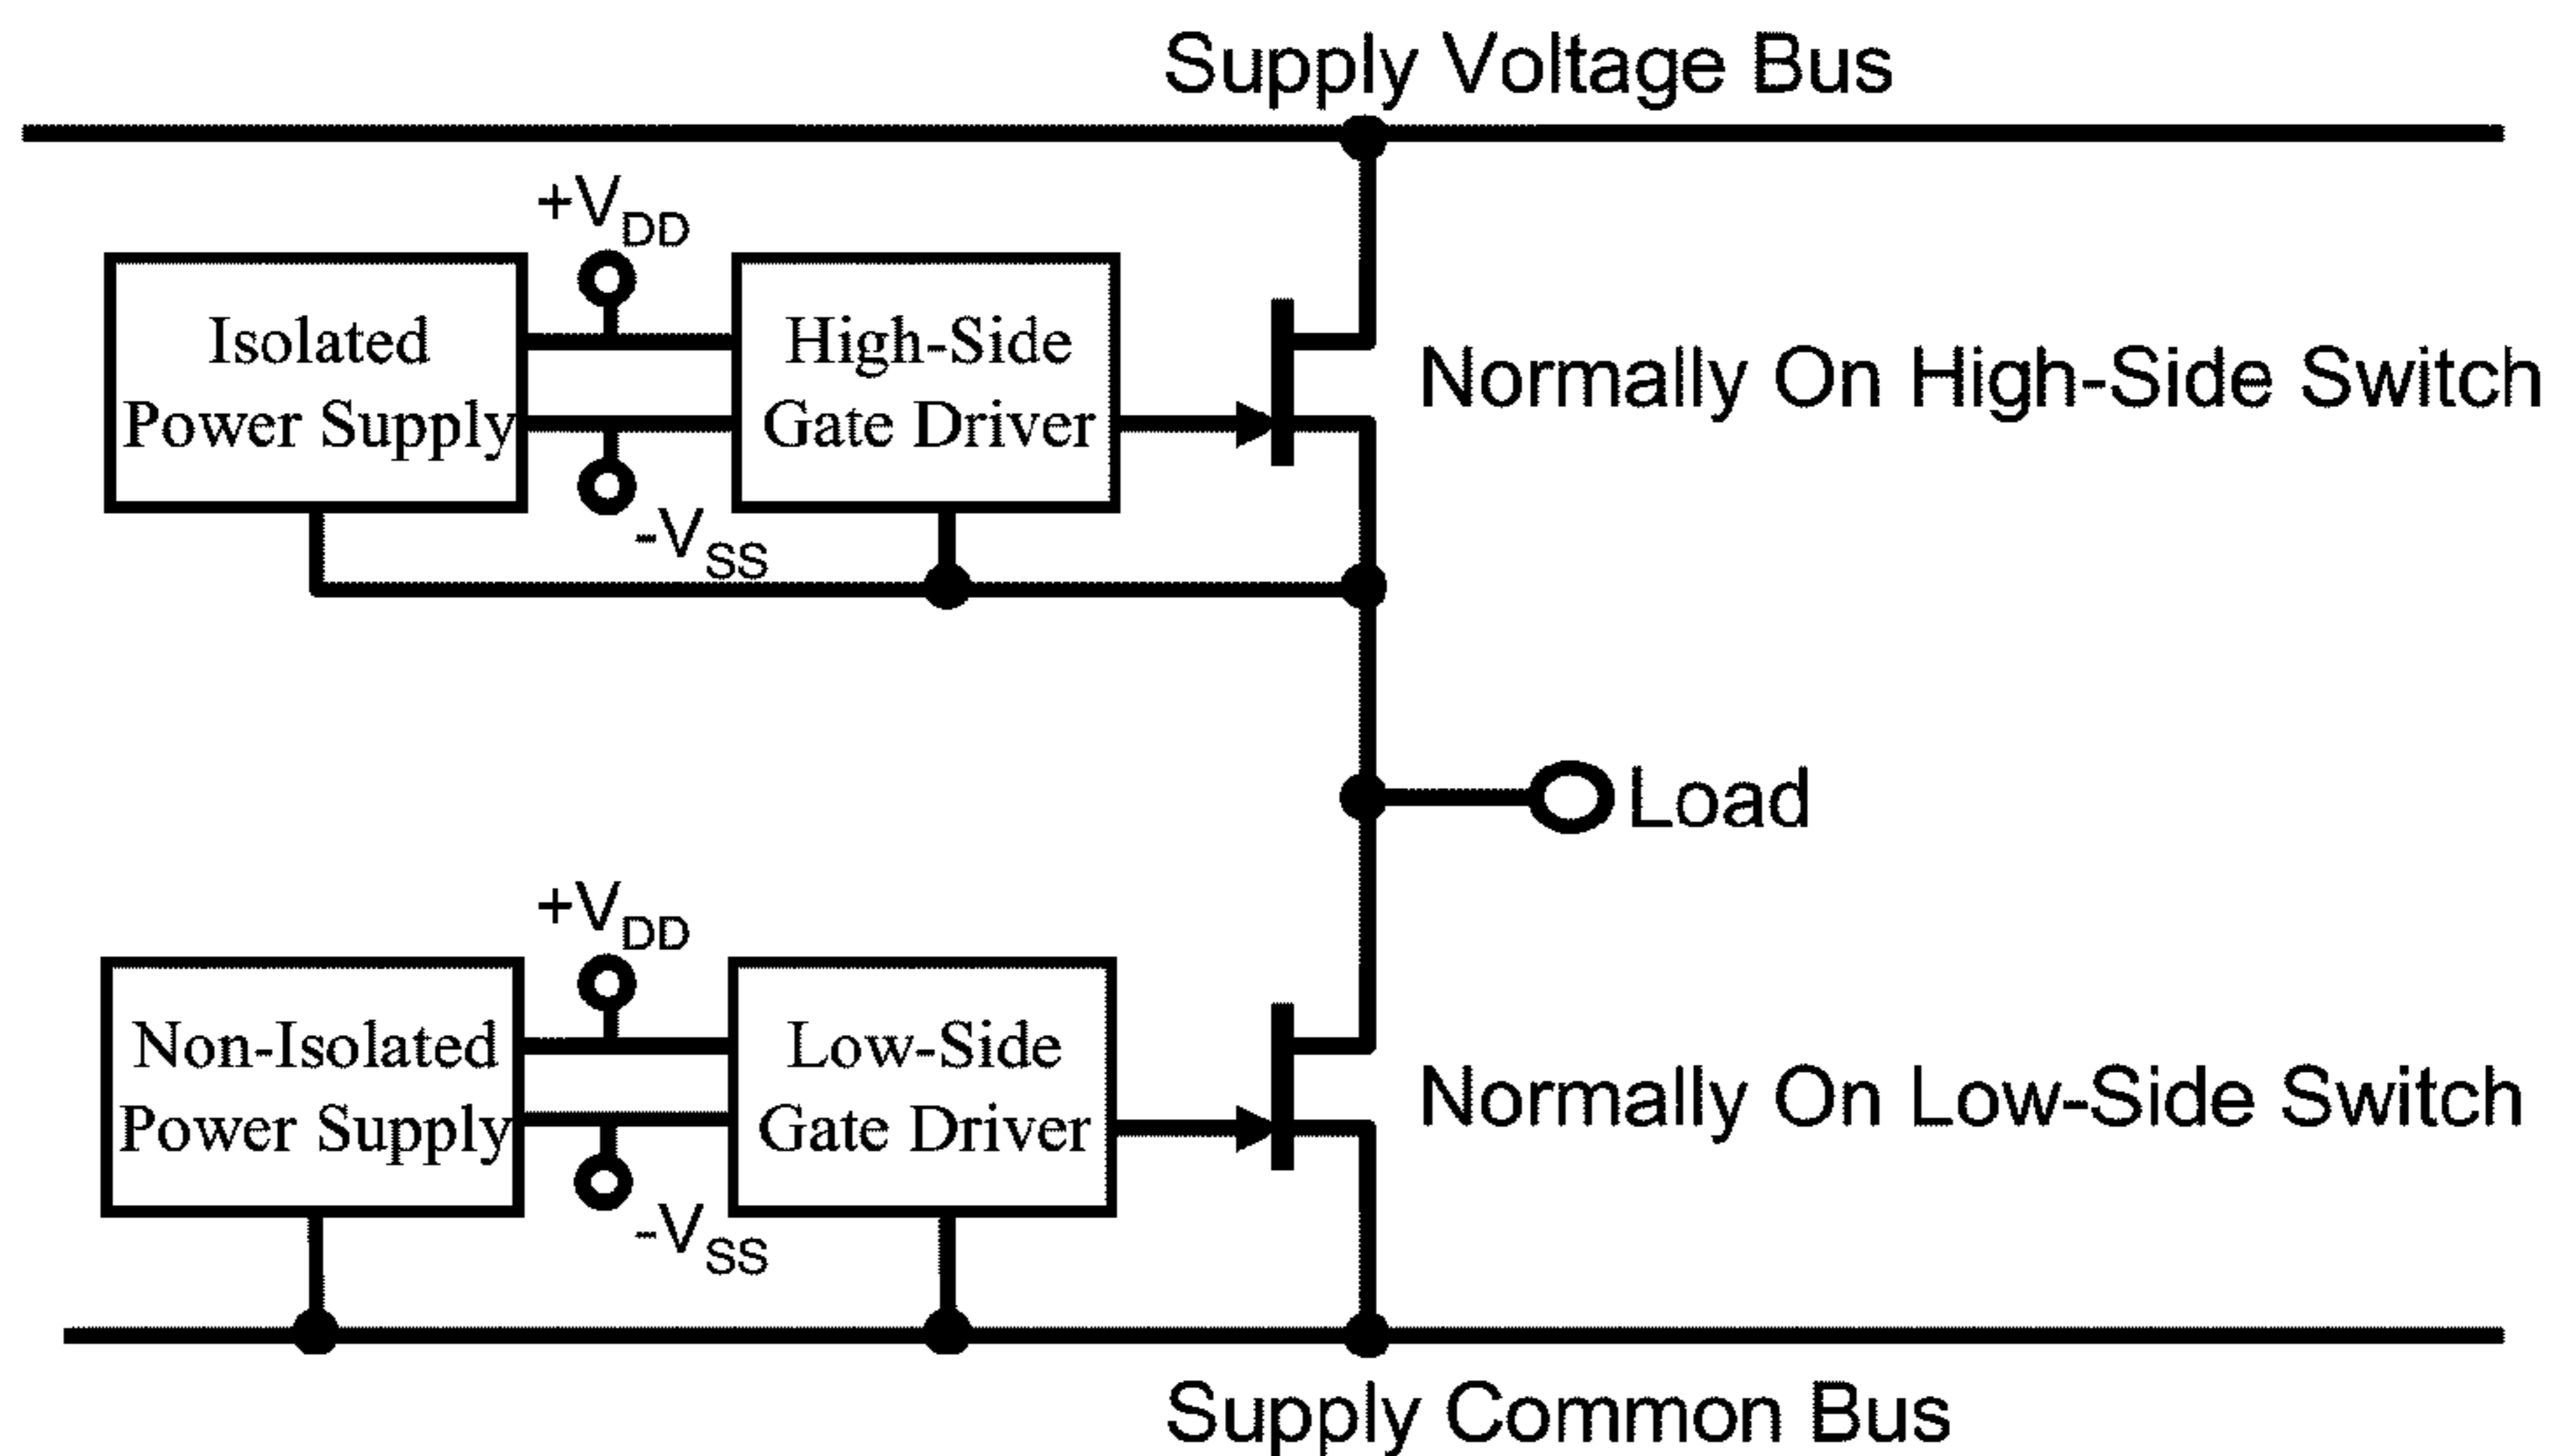 Supply Voltage Bus
+VDD
Isolated
Power Supply
High-Side
Gate Driver
-VSS
Normally On High-Side Switch
Load
+VDD
Non-Isolated
Power Supply
Low-Side
Gate Driver
-VSS
Normally On Low-Side Switch
Supply Common Bus